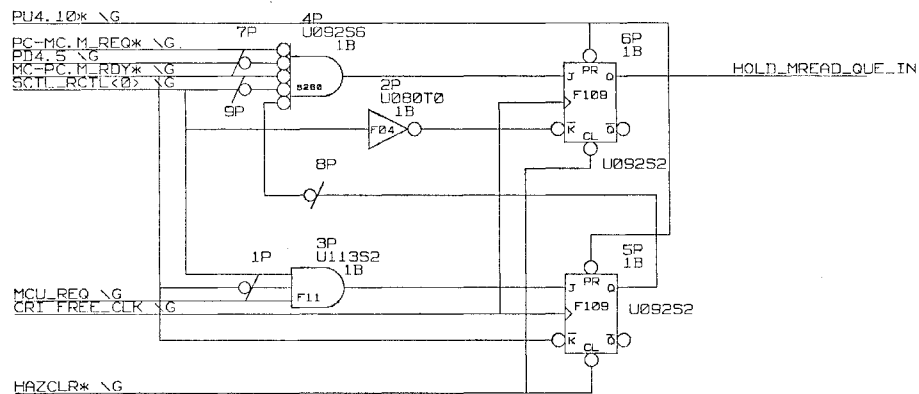 PU4.10* \G
4P
U092S6
1B
7P
6P
1B
PC-MC.M_REQ* \G
PD4.5 \G
MC-PC.M_RDY* \G
SCTL_RCTL<0> \G
S260
9P
2P
U080T0
1B
F04
PR
J
Q
F109
K
Q
CL
U092S2
HOLD_MREAD_QUE_IN
8P
3P
U113S2
1B
1P
F11
5P
1B
PR
J
Q
F109
K
Q
CL
U092S2
MCU_REQ \G
CRI_FREE_CLK \G
HAZCLR* \G